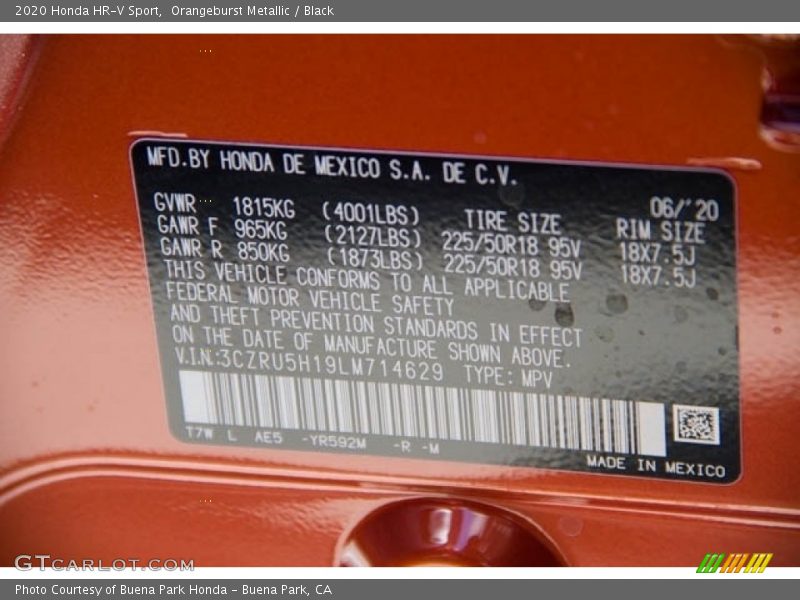 2020 Honda HR-V Sport,  Orangeburst Metallic / Black
MFD.BY HONDA DE MEXICO S.A. DE C.V.
06/'20
GVWR 1815KG (4001LBS) TIRE SIZE RIM SIZE
GAWR F 965KG (2127LBS) 225/50R18 95V 18X7.5J
GAWR R 850KG (1873LBS) 225/50R18 95V 18X7.5J
THIS VEHICLE CONFORMS TO ALL APPLICABLE
FEDERAL MOTOR VEHICLE SAFETY
AND THEFT PREVENTION STANDARDS IN EFFECT
ON THE DATE OF MANUFACTURE SHOWN ABOVE.
V.I.N:3CZRU5H19LM714629 TYPE: MPV
T7W L AE5 -YR592M -R -M
MADE IN MEXICO
GTCARLOT.COM
Photo Courtesy of Buena Park Honda - Buena Park, CA